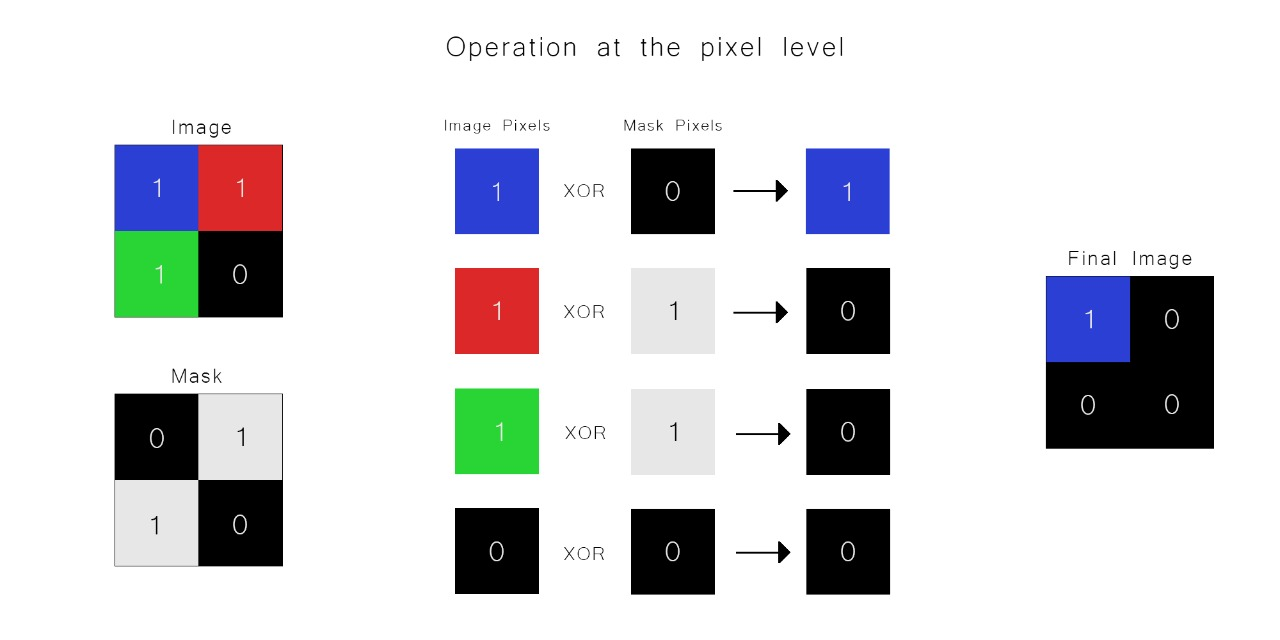 Operation at the pixel level
Image
1 1
1 0
Mask
0 1
1 0
Image Pixels Mask Pixels
1 XOR 0 1
1 XOR 1 0
1 XOR 1 0
0 XOR 0 0
Final Image
1 0
0 0